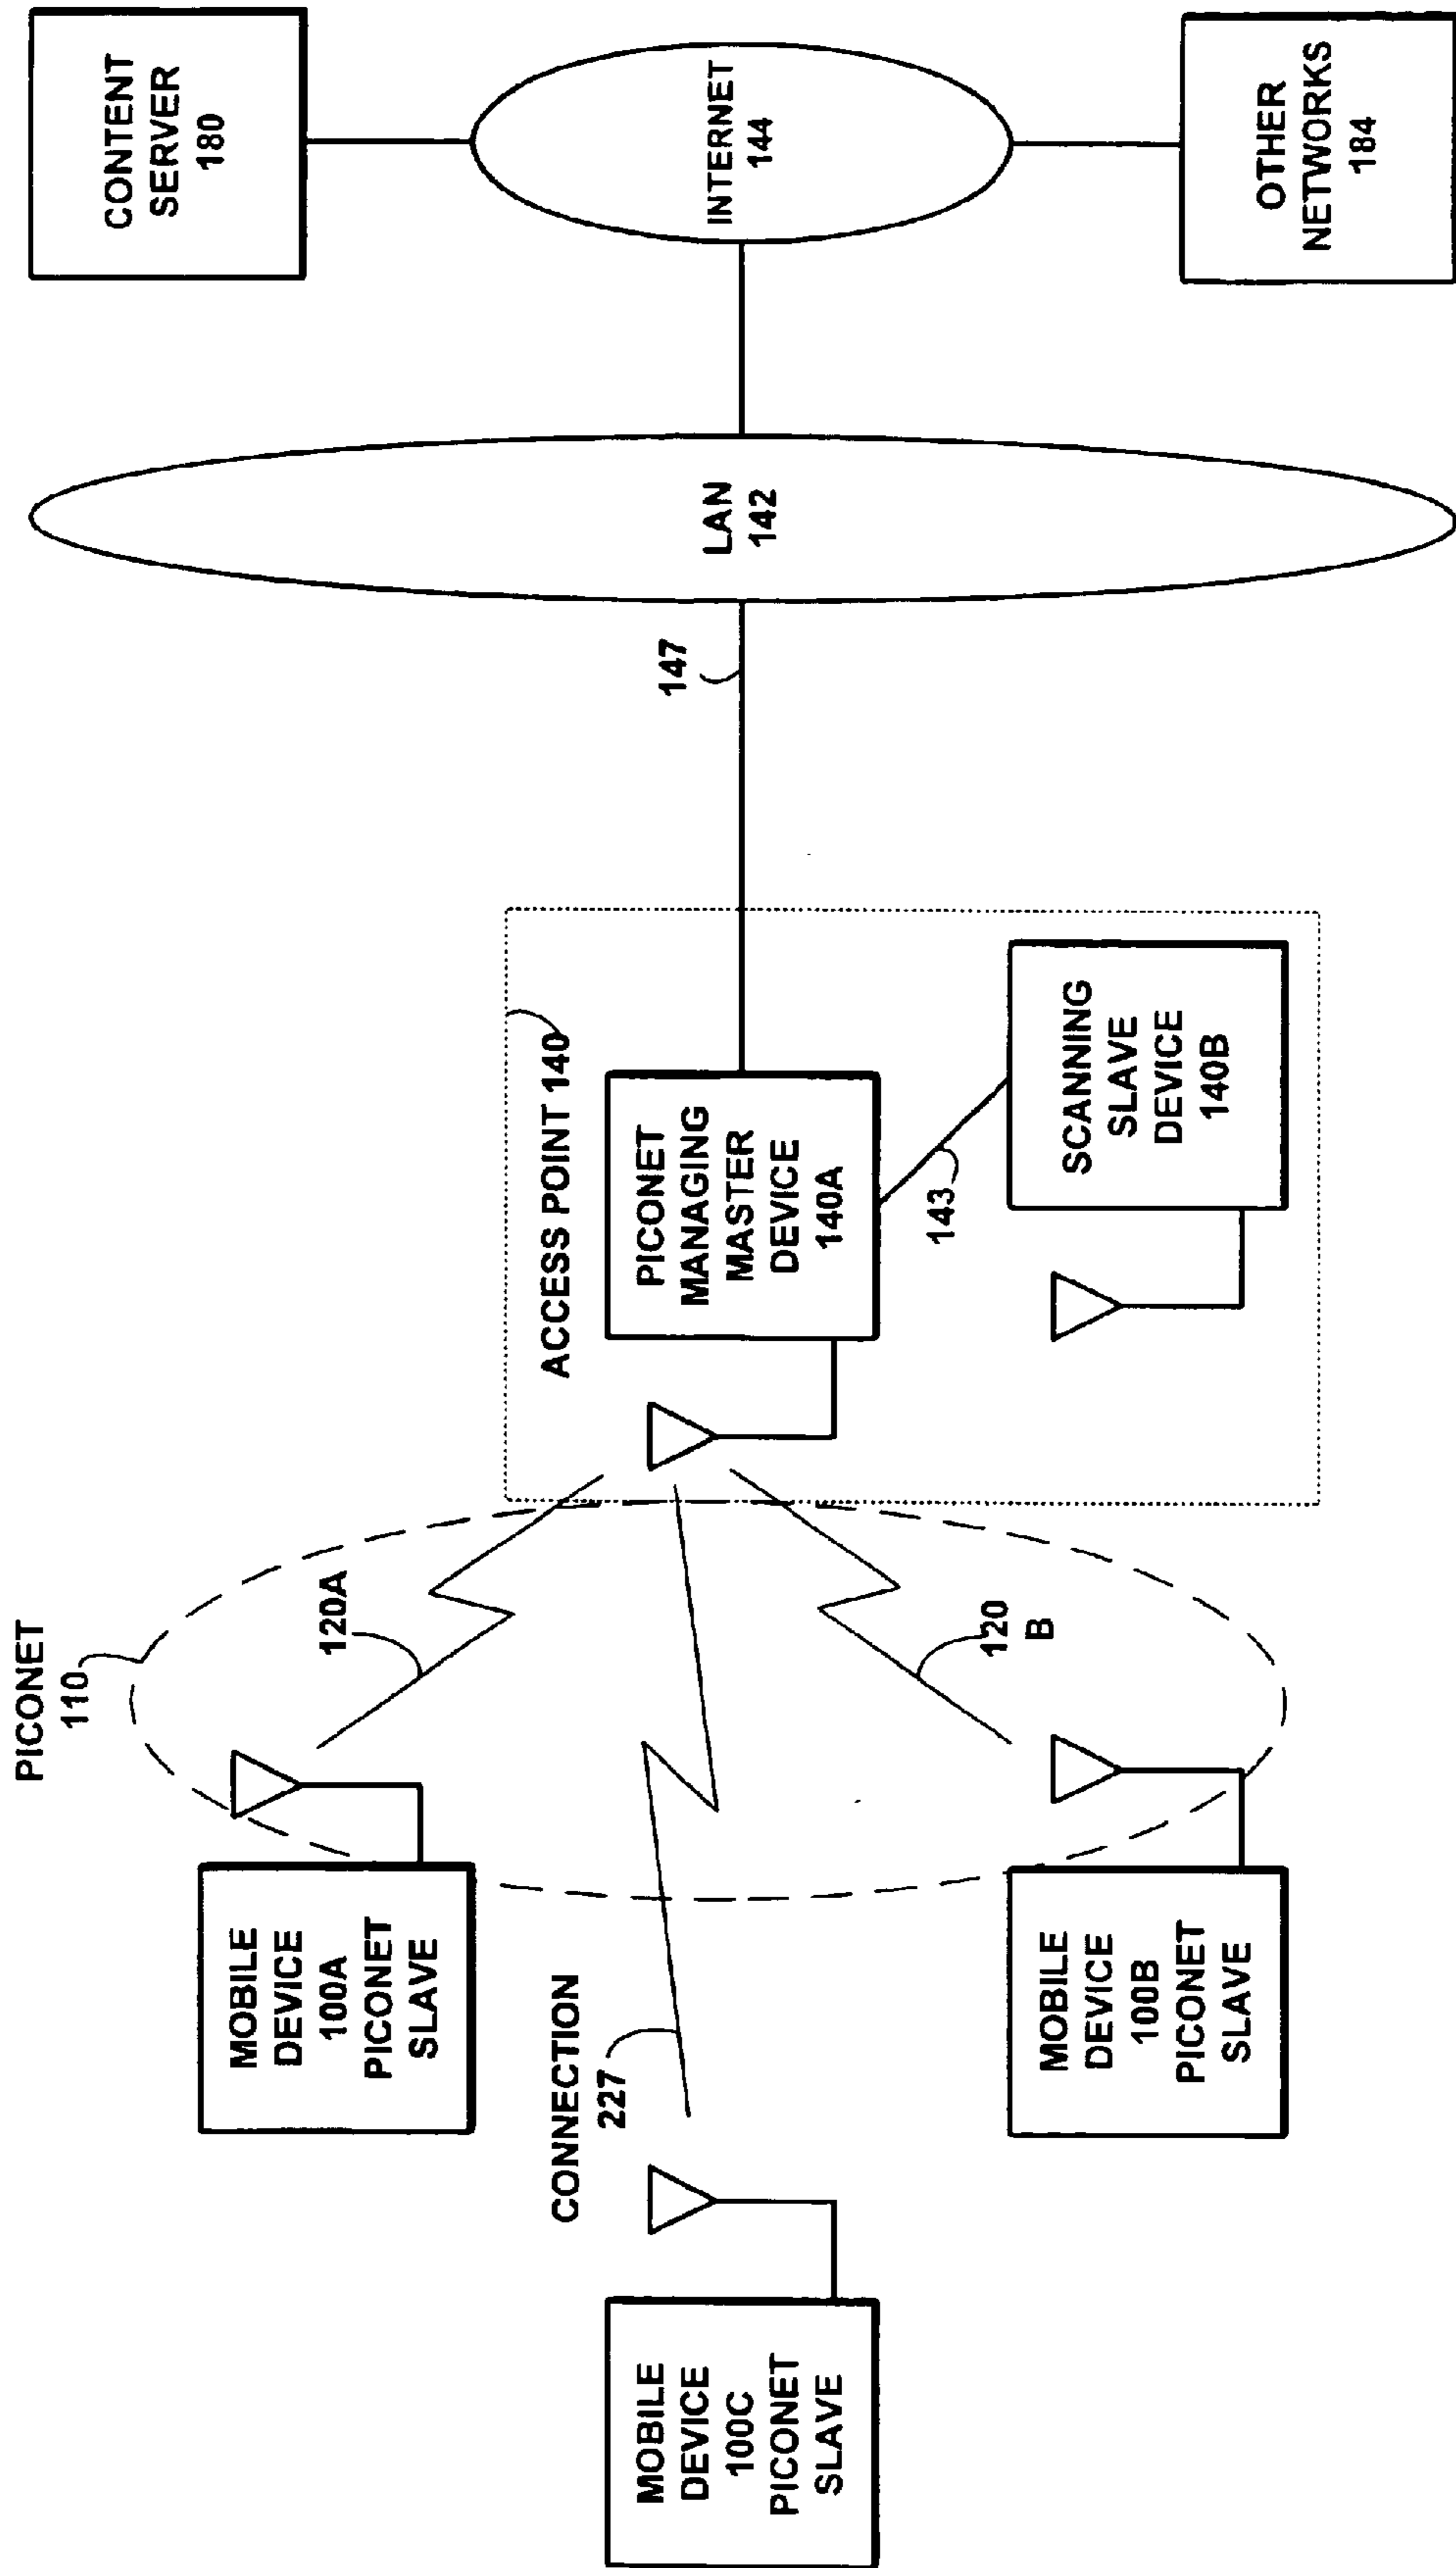 PICONET
110
MOBILE
DEVICE
100A
PICONET
SLAVE
120A
CONNECTION
227
MOBILE
DEVICE
100C
PICONET
SLAVE
MOBILE
DEVICE
100B
PICONET
SLAVE
120
B
ACCESS POINT 140
PICONET
MANAGING
MASTER
DEVICE
140A
143
SCANNING
SLAVE
DEVICE
140B
147
LAN
142
CONTENT
SERVER
180
INTERNET
144
OTHER
NETWORKS
184